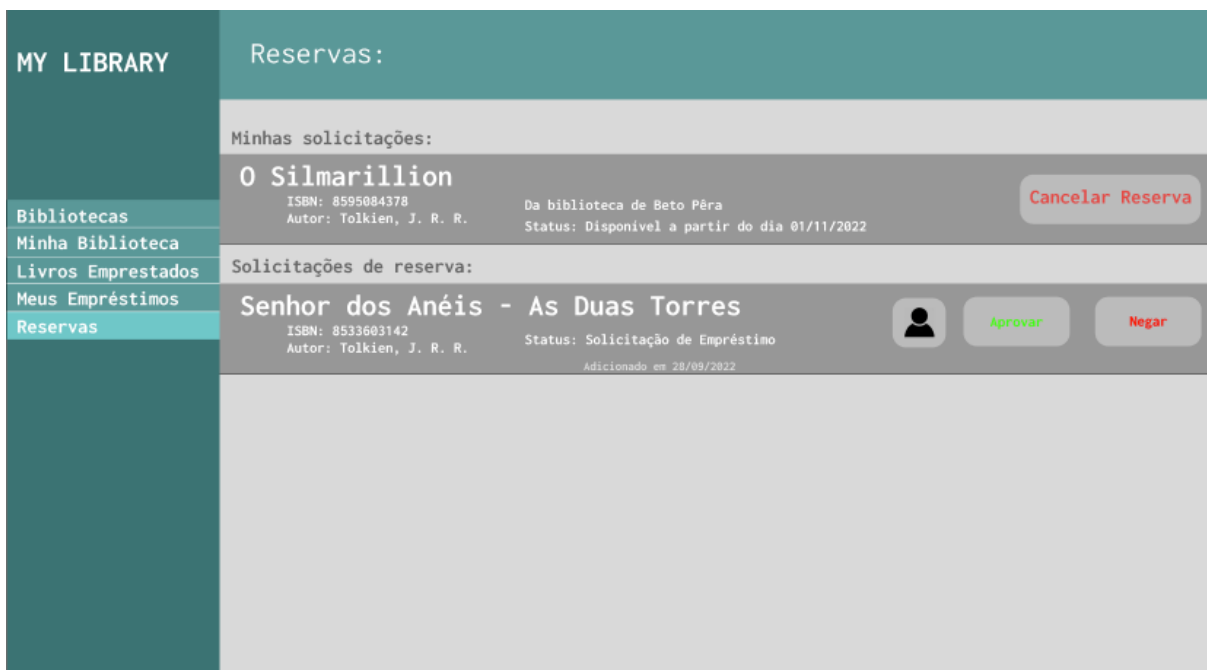 MY LIBRARY
Reservas:
Bibliotecas
Minha Biblioteca
Livros Emprestados
Meus Empréstimos
Reservas
Minhas solicitações:
O Silmarillion
ISBN: 8595084378
Autor: Tolkien, J. R. R.
Da biblioteca de Beto Pêra
Status: Disponível a partir do dia 01/11/2022
Cancelar Reserva
Solicitações de reserva:
Senhor dos Anéis - As Duas Torres
ISBN: 8533603142
Autor: Tolkien, J. R. R.
Status: Solicitação de Empréstimo
Adicionado em 28/09/2022
Aprovar
Negar